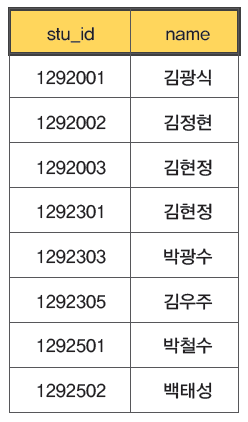 stu_id name
1292001 김광식
1292002 김정현
1292003 김현정
1292301 김현정
1292303 박광수
1292305 김우주
1292501 박철수
1292502 백태성